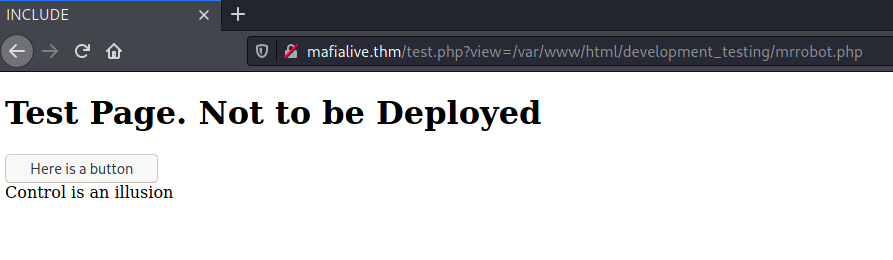 INCLUDE
mafialive.thm/test.php?view=/var/www/html/development_testing/mrrobot.php
Test Page. Not to be Deployed
Here is a button
Control is an illusion